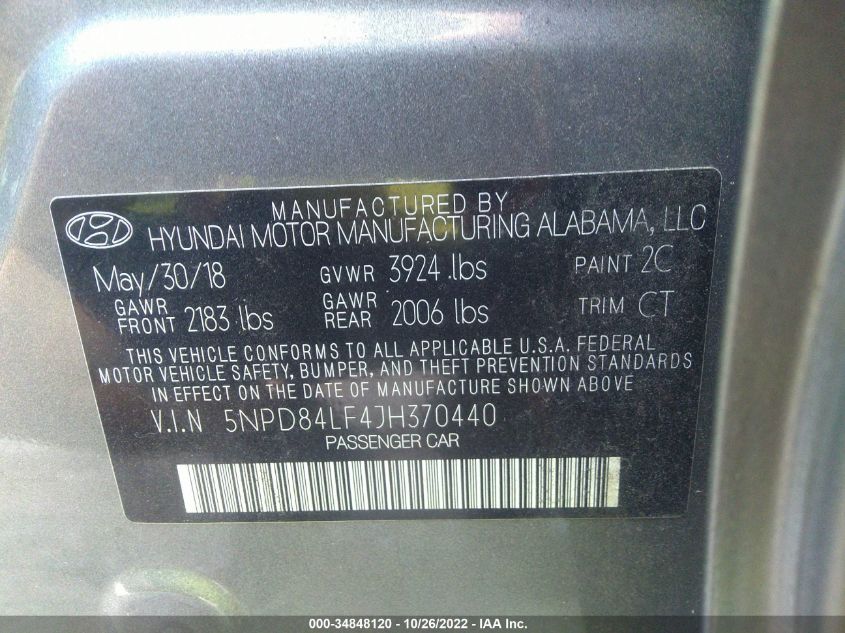 MANUFACTURED BY
HYUNDAI MOTOR MANUFACTURING ALABAMA, LLC
May/30/18 GVWR 3924 lbs PAINT 2C
GAWR FRONT 2183 lbs GAWR REAR 2006 lbs TRIM CT
THIS VEHICLE CONFORMS TO ALL APPLICABLE U.S.A. FEDERAL
MOTOR VEHICLE SAFETY, BUMPER, AND THEFT PREVENTION STANDARDS
IN EFFECT ON THE DATE OF MANUFACTURE SHOWN ABOVE
V.I.N 5NPD84LF4JH370440
PASSENGER CAR
000-34848120 - 10/26/2022 - IAA Inc.